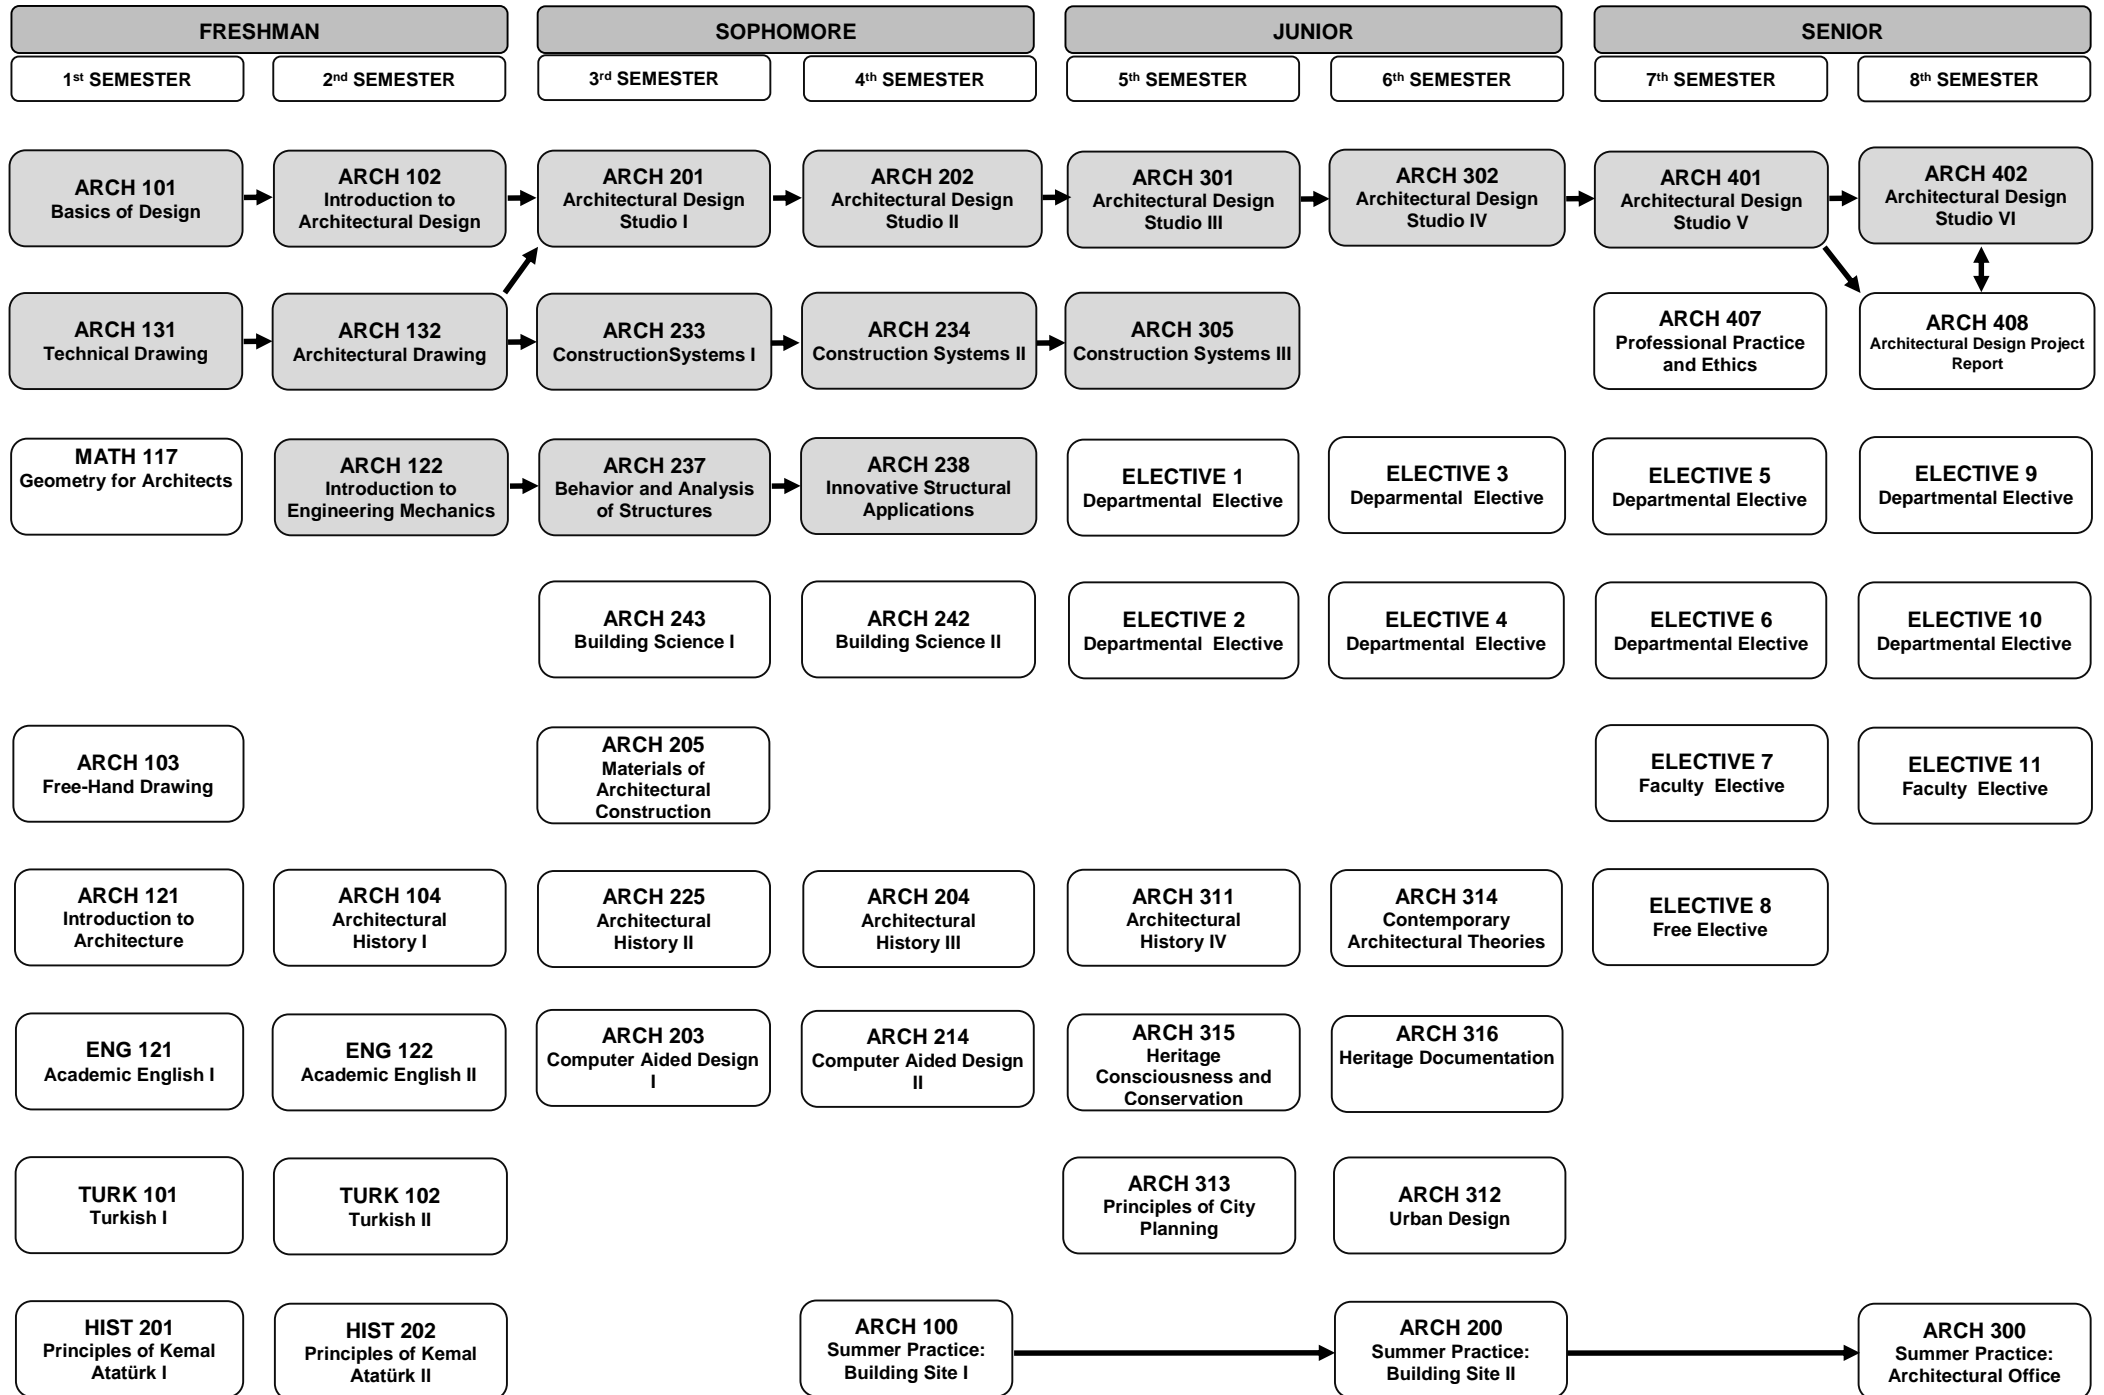 FRESHMAN
SOPHOMORE
JUNIOR
SENIOR
1st SEMESTER
2nd SEMESTER
3rd SEMESTER
4th SEMESTER
5th SEMESTER
6th SEMESTER
7th SEMESTER
8th SEMESTER
ARCH 101
Basics of Design
ARCH 102
Introduction to
Architectural Design
ARCH 201
Architectural Design
Studio I
ARCH 202
Architectural Design
Studio II
ARCH 301
Architectural Design
Studio III
ARCH 302
Architectural Design
Studio IV
ARCH 401
Architectural Design
Studio V
ARCH 402
Architectural Design
Studio VI
ARCH 131
Technical Drawing
ARCH 132
Architectural Drawing
ARCH 233
ConstructionSystems I
ARCH 234
Construction Systems II
ARCH 305
Construction Systems III
ARCH 407
Professional Practice
and Ethics
ARCH 408
Architectural Design Project
Report
MATH 117
Geometry for Architects
ARCH 122
Introduction to
Engineering Mechanics
ARCH 237
Behavior and Analysis
of Structures
ARCH 238
Innovative Structural
Applications
ELECTIVE 1
Departmental Elective
ELECTIVE 3
Deparmental Elective
ELECTIVE 5
Departmental Elective
ELECTIVE 9
Departmental Elective
ARCH 243
Building Science I
ARCH 242
Building Science II
ELECTIVE 2
Departmental Elective
ELECTIVE 4
Departmental Elective
ELECTIVE 6
Departmental Elective
ELECTIVE 10
Departmental Elective
ARCH 103
Free-Hand Drawing
ARCH 205
Materials of
Architectural
Construction
ELECTIVE 7
Faculty Elective
ELECTIVE 11
Faculty Elective
ARCH 121
Introduction to
Architecture
ARCH 104
Architectural
History I
ARCH 225
Architectural
History II
ARCH 204
Architectural
History III
ARCH 311
Architectural
History IV
ARCH 314
Contemporary
Architectural Theories
ELECTIVE 8
Free Elective
ENG 121
Academic English I
ENG 122
Academic English II
ARCH 203
Computer Aided Design
I
ARCH 214
Computer Aided Design
II
ARCH 315
Heritage
Consciousness and
Conservation
ARCH 316
Heritage Documentation
TURK 101
Turkish I
TURK 102
Turkish II
ARCH 313
Principles of City
Planning
ARCH 312
Urban Design
HIST 201
Principles of Kemal
Atatürk I
HIST 202
Principles of Kemal
Atatürk II
ARCH 100
Summer Practice:
Building Site I
ARCH 200
Summer Practice:
Building Site II
ARCH 300
Summer Practice:
Architectural Office